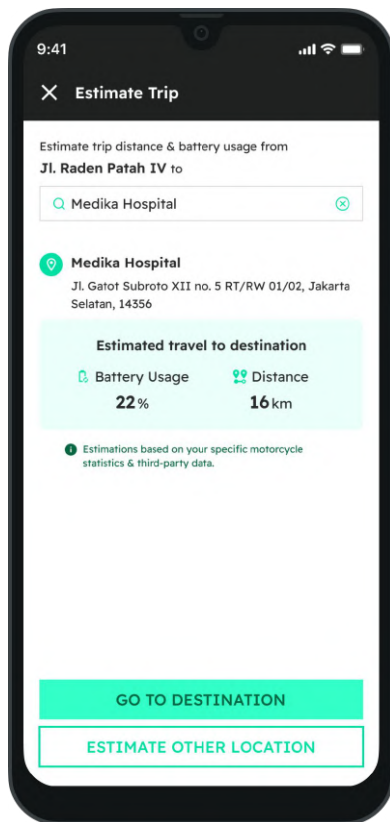 9:41
Estimate Trip
Estimate trip distance & battery usage from
Jl. Raden Patah IV to
Medika Hospital
Medika Hospital
Jl. Gatot Subroto XII no. 5 RT/RW 01/02, Jakarta
Selatan, 14356
Estimated travel to destination
Battery Usage Distance
22% 16 km
Estimations based on your specific motorcycle
statistics & third-party data.
GO TO DESTINATION
ESTIMATE OTHER LOCATION